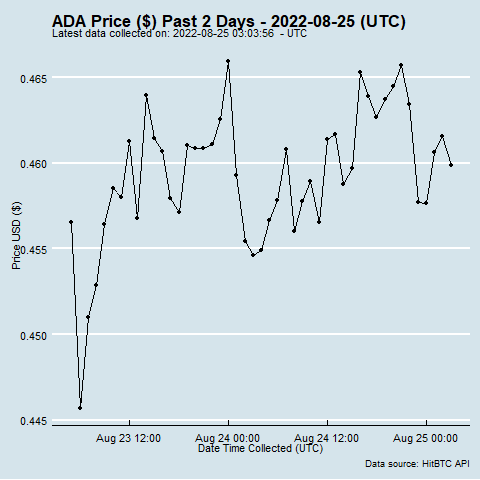 ADA Price ($) Past 2 Days - 2022-08-25 (UTC)
Latest data collected on: 2022-08-25 03:03:56  - UTC
0.465
0.460
0.455
0.450
0.445
Price USD ($)
Aug 23 12:00 Aug 24 00:00 Aug 24 12:00 Aug 25 00:00
Date Time Collected (UTC)
Data source: HitBTC API